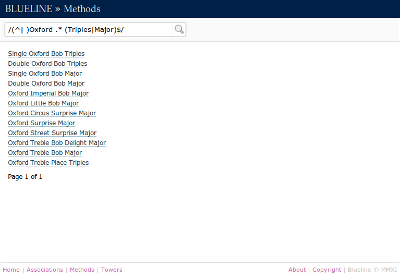 BLUELINE » Methods
/(^| )Oxford .* (Triples|Major)$/
Single Oxford Bob Triples
Double Oxford Bob Triples
Single Oxford Bob Major
Double Oxford Bob Major
Oxford Imperial Bob Major
Oxford Little Bob Major
Oxford Circus Surprise Major
Oxford Surprise Major
Oxford Street Surprise Major
Oxford Treble Bob Delight Major
Oxford Treble Bob Major
Oxford Treble Place Triples
Page 1 of 1
Home | Associations | Methods | Towers
About | Copyright | Blueline © MMXI